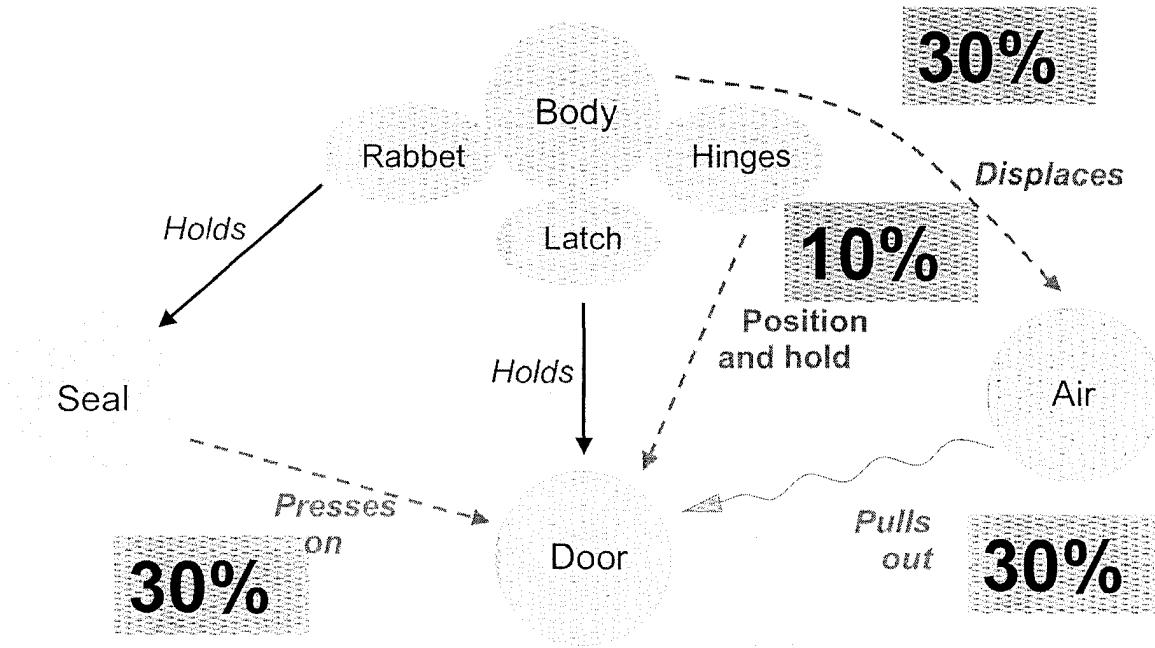 30%
Body
Rabbet
Hinges
Displaces
Holds
Latch
10%
Position
and hold
Holds
Seal
Air
Presses
on
Pulls
out
Door
30%
30%